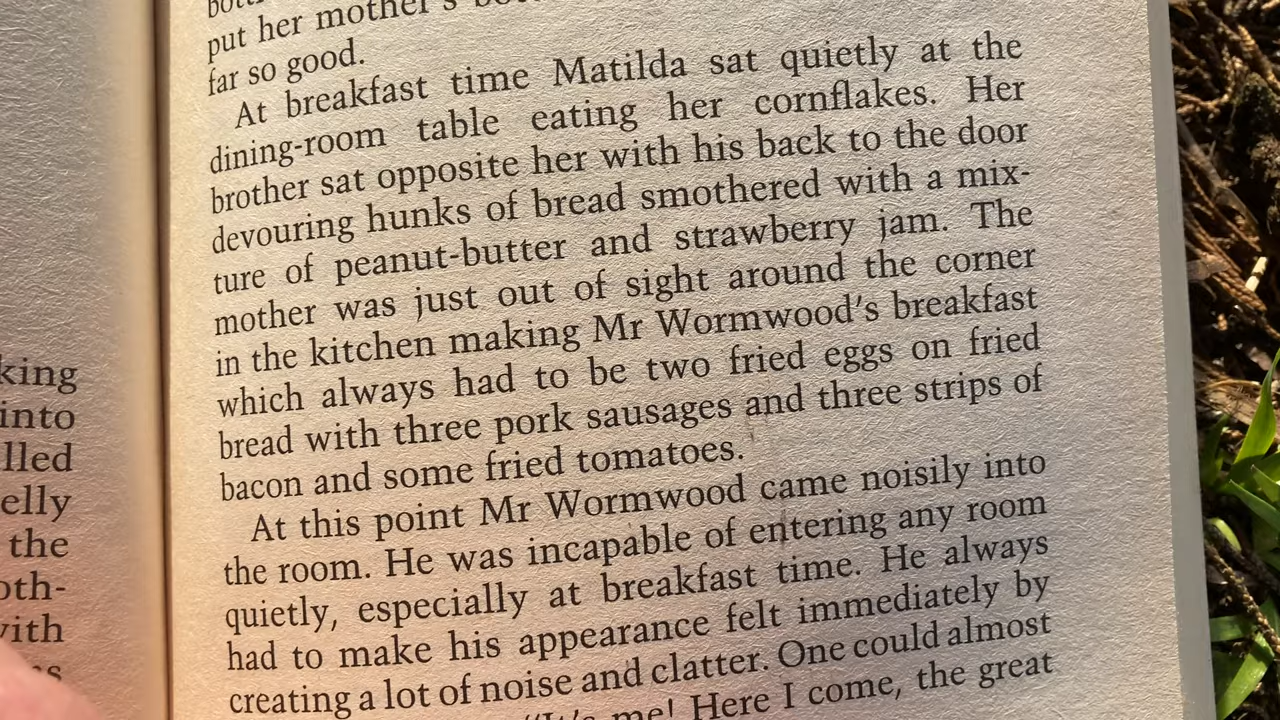 king
into
lled
elly
the
oth-
with
put her mother's
far so good.
At breakfast time Matilda sat quietly at the
dining-room table eating her cornflakes. Her
brother sat opposite her with his back to the door
devouring hunks of bread smothered with a mix-
ture of peanut-butter and strawberry jam. The
mother was just out of sight around the corner
in the kitchen making Mr Wormwood's breakfast
which always had to be two fried eggs on fried
bread with three pork sausages and three strips of
bacon and some fried tomatoes.
At this point Mr Wormwood came noisily into
the room. He was incapable of entering any room
quietly, especially at breakfast time. He always
had to make his appearance felt immediately by
creating a lot of noise and clatter. One could almost
"It's me! Here I come, the great